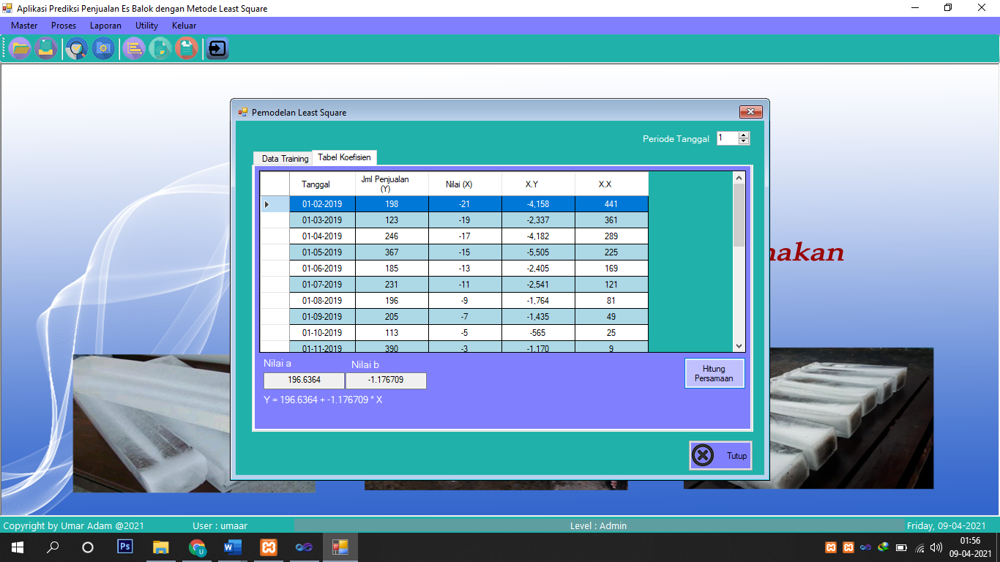 Aplikasi Prediksi Penjualan Es Balok dengan Metode Least Square
Master Proses Laporan Utility Keluar
Pemodelan Least Square
Periode Tanggal 1
Data Training Tabel Koefisien
Tanggal Jml Penjualan (Y) Nilai (X) X.Y X.X
01-02-2019 198 -21 -4,158 441
01-03-2019 123 -19 -2,337 361
01-04-2019 246 -17 -4,182 289
01-05-2019 367 -15 -5,505 225
01-06-2019 185 -13 -2,405 169
01-07-2019 231 -11 -2,541 121
01-08-2019 196 -9 -1,764 81
01-09-2019 205 -7 -1,435 49
01-10-2019 113 -5 -565 25
01-11-2019 390 -3 -1,170 9
nakan
Nilai a Nilai b
196.6364 -1.176709
Hitung
Persamaan
Y = 196.6364 + -1.176709 * X
Tutup
Copyright by Umar Adam @2021 User : umaar Level : Admin Friday, 09-04-2021
Ps
01:56
09-04-2021